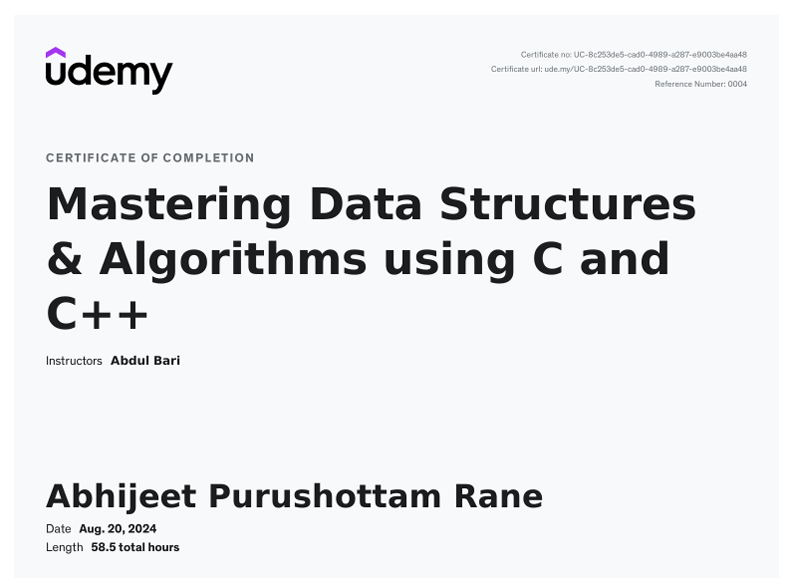 udemy
Certificate no: UC-8c253de5-cad0-4989-a287-e9003be4aa48
Certificate url: ude.my/UC-8c253de5-cad0-4989-a287-e9003be4aa48
Reference Number: 0004
CERTIFICATE OF COMPLETION
Mastering Data Structures
& Algorithms using C and
C++
Instructors Abdul Bari
Abhijeet Purushottam Rane
Date Aug. 20, 2024
Length 58.5 total hours